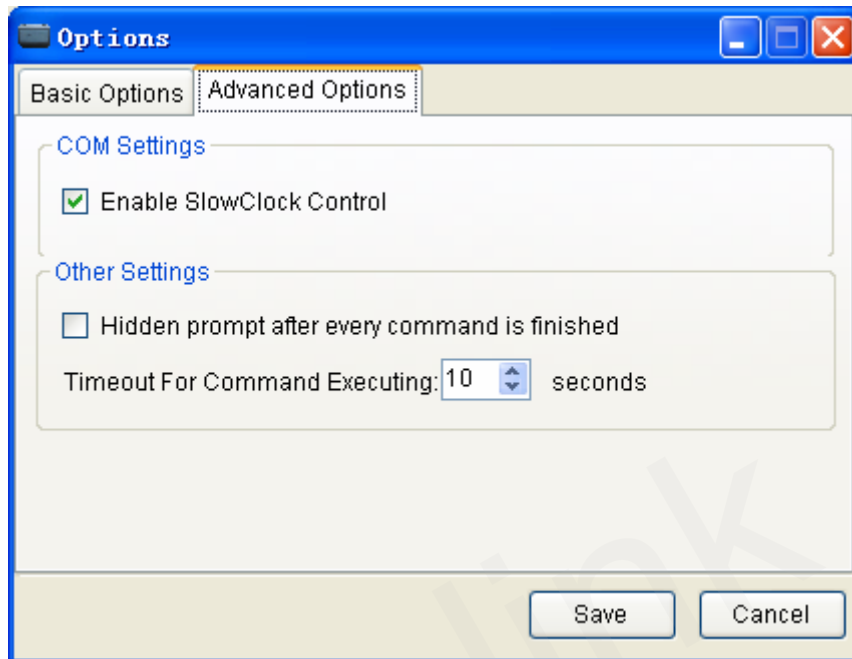 Options
Basic Options Advanced Options
COM Settings
Enable SlowClock Control
Other Settings
Hidden prompt after every command is finished
Timeout For Command Executing: 10 seconds
Save Cancel
link